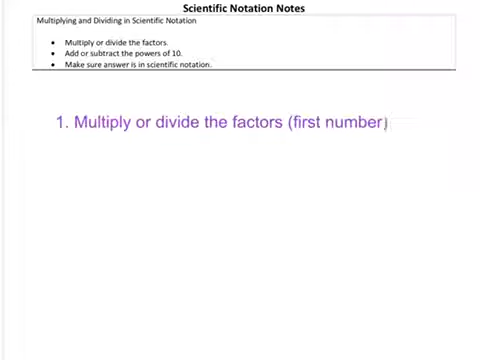 Scientific Notation Notes
Multiplying and Dividing in Scientific Notation
• Multiply or divide the factors.
• Add or subtract the powers of 10.
• Make sure answer is in scientific notation.
1. Multiply or divide the factors (first number)